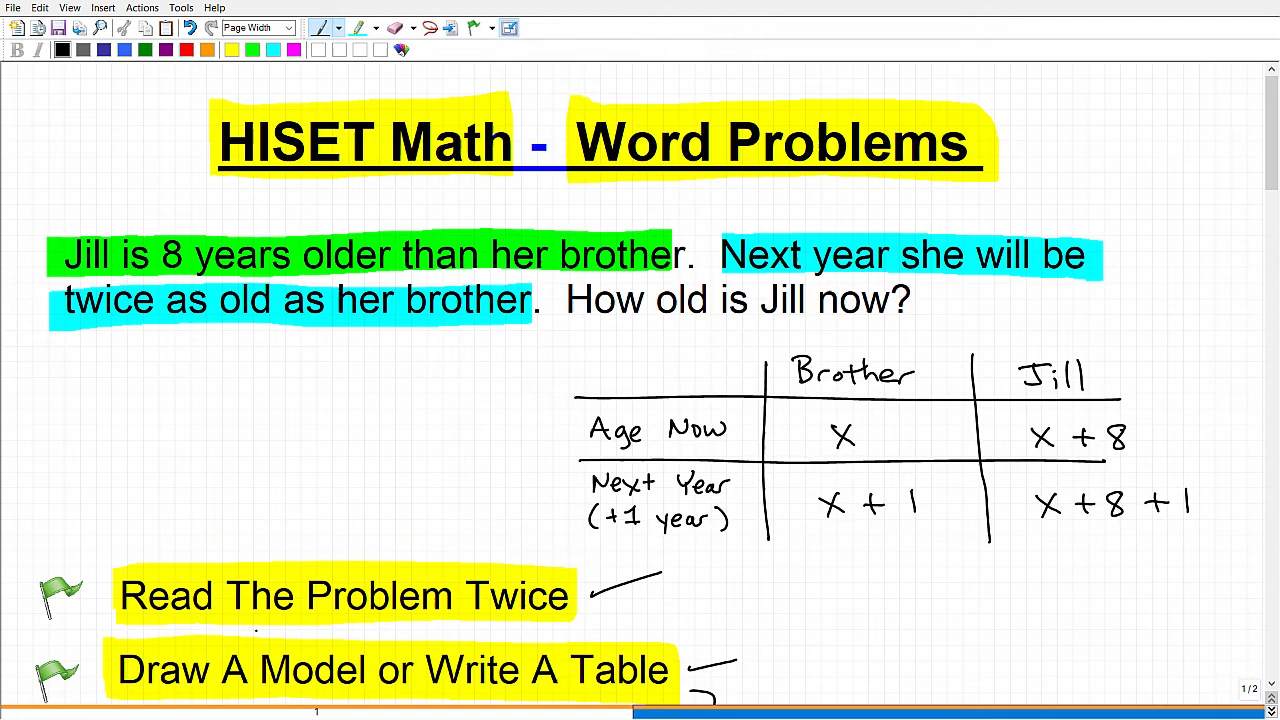 File Edit View Insert Actions Tools Help
Page Width
B I
HISET Math - Word Problems
Jill is 8 years older than her brother. Next year she will be
twice as old as her brother. How old is Jill now?
Brother Jill
Age Now x x + 8
Next Year
(+1 year) x + 1 x + 8 + 1
Read The Problem Twice
Draw A Model or Write A Table
1/2
1